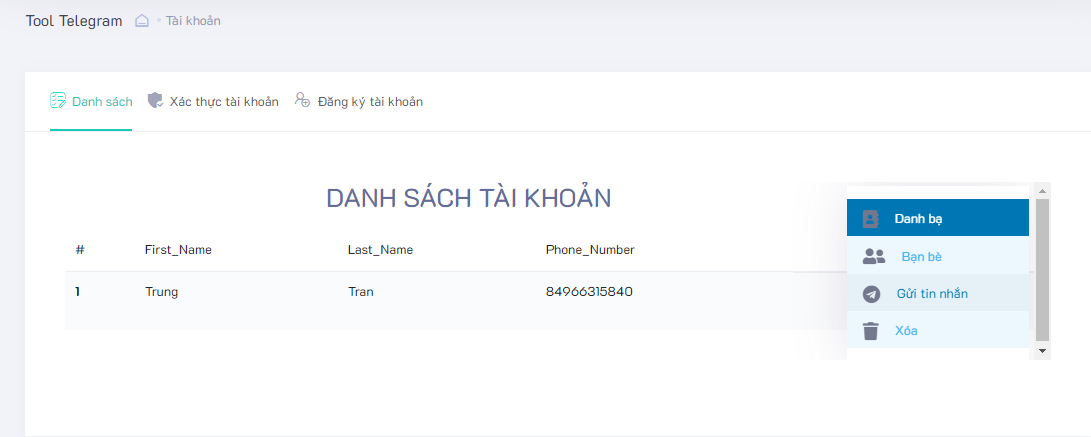 Tool Telegram Tài khoản
Danh sách Xác thực tài khoản Đăng ký tài khoản
DANH SÁCH TÀI KHOẢN
# First_Name Last_Name Phone_Number
1 Trung Tran 84966315840
Danh bạ
Bạn bè
Gửi tin nhắn
Xóa